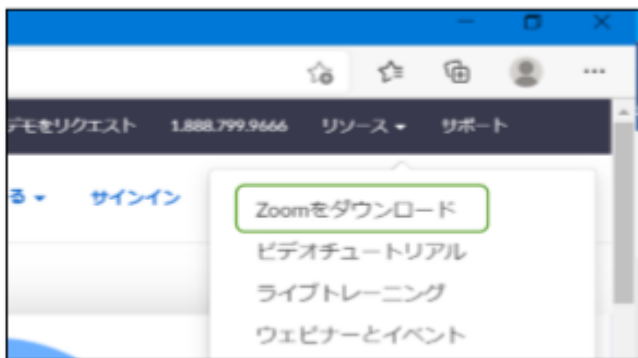 デモをリクエスト 1.888.799.9666 リソース サポート
る サインイン
Zoomをダウンロード
ビデオチュートリアル
ライブトレーニング
ウェビナーとイベント